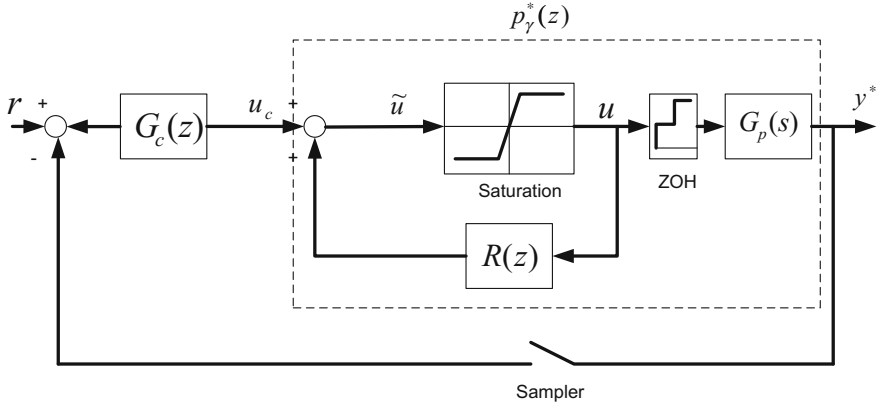 p*γ(z)
r + - Gc(z) uc + + ũ u Gp(s) y*
Saturation
ZOH
R(z)
Sampler